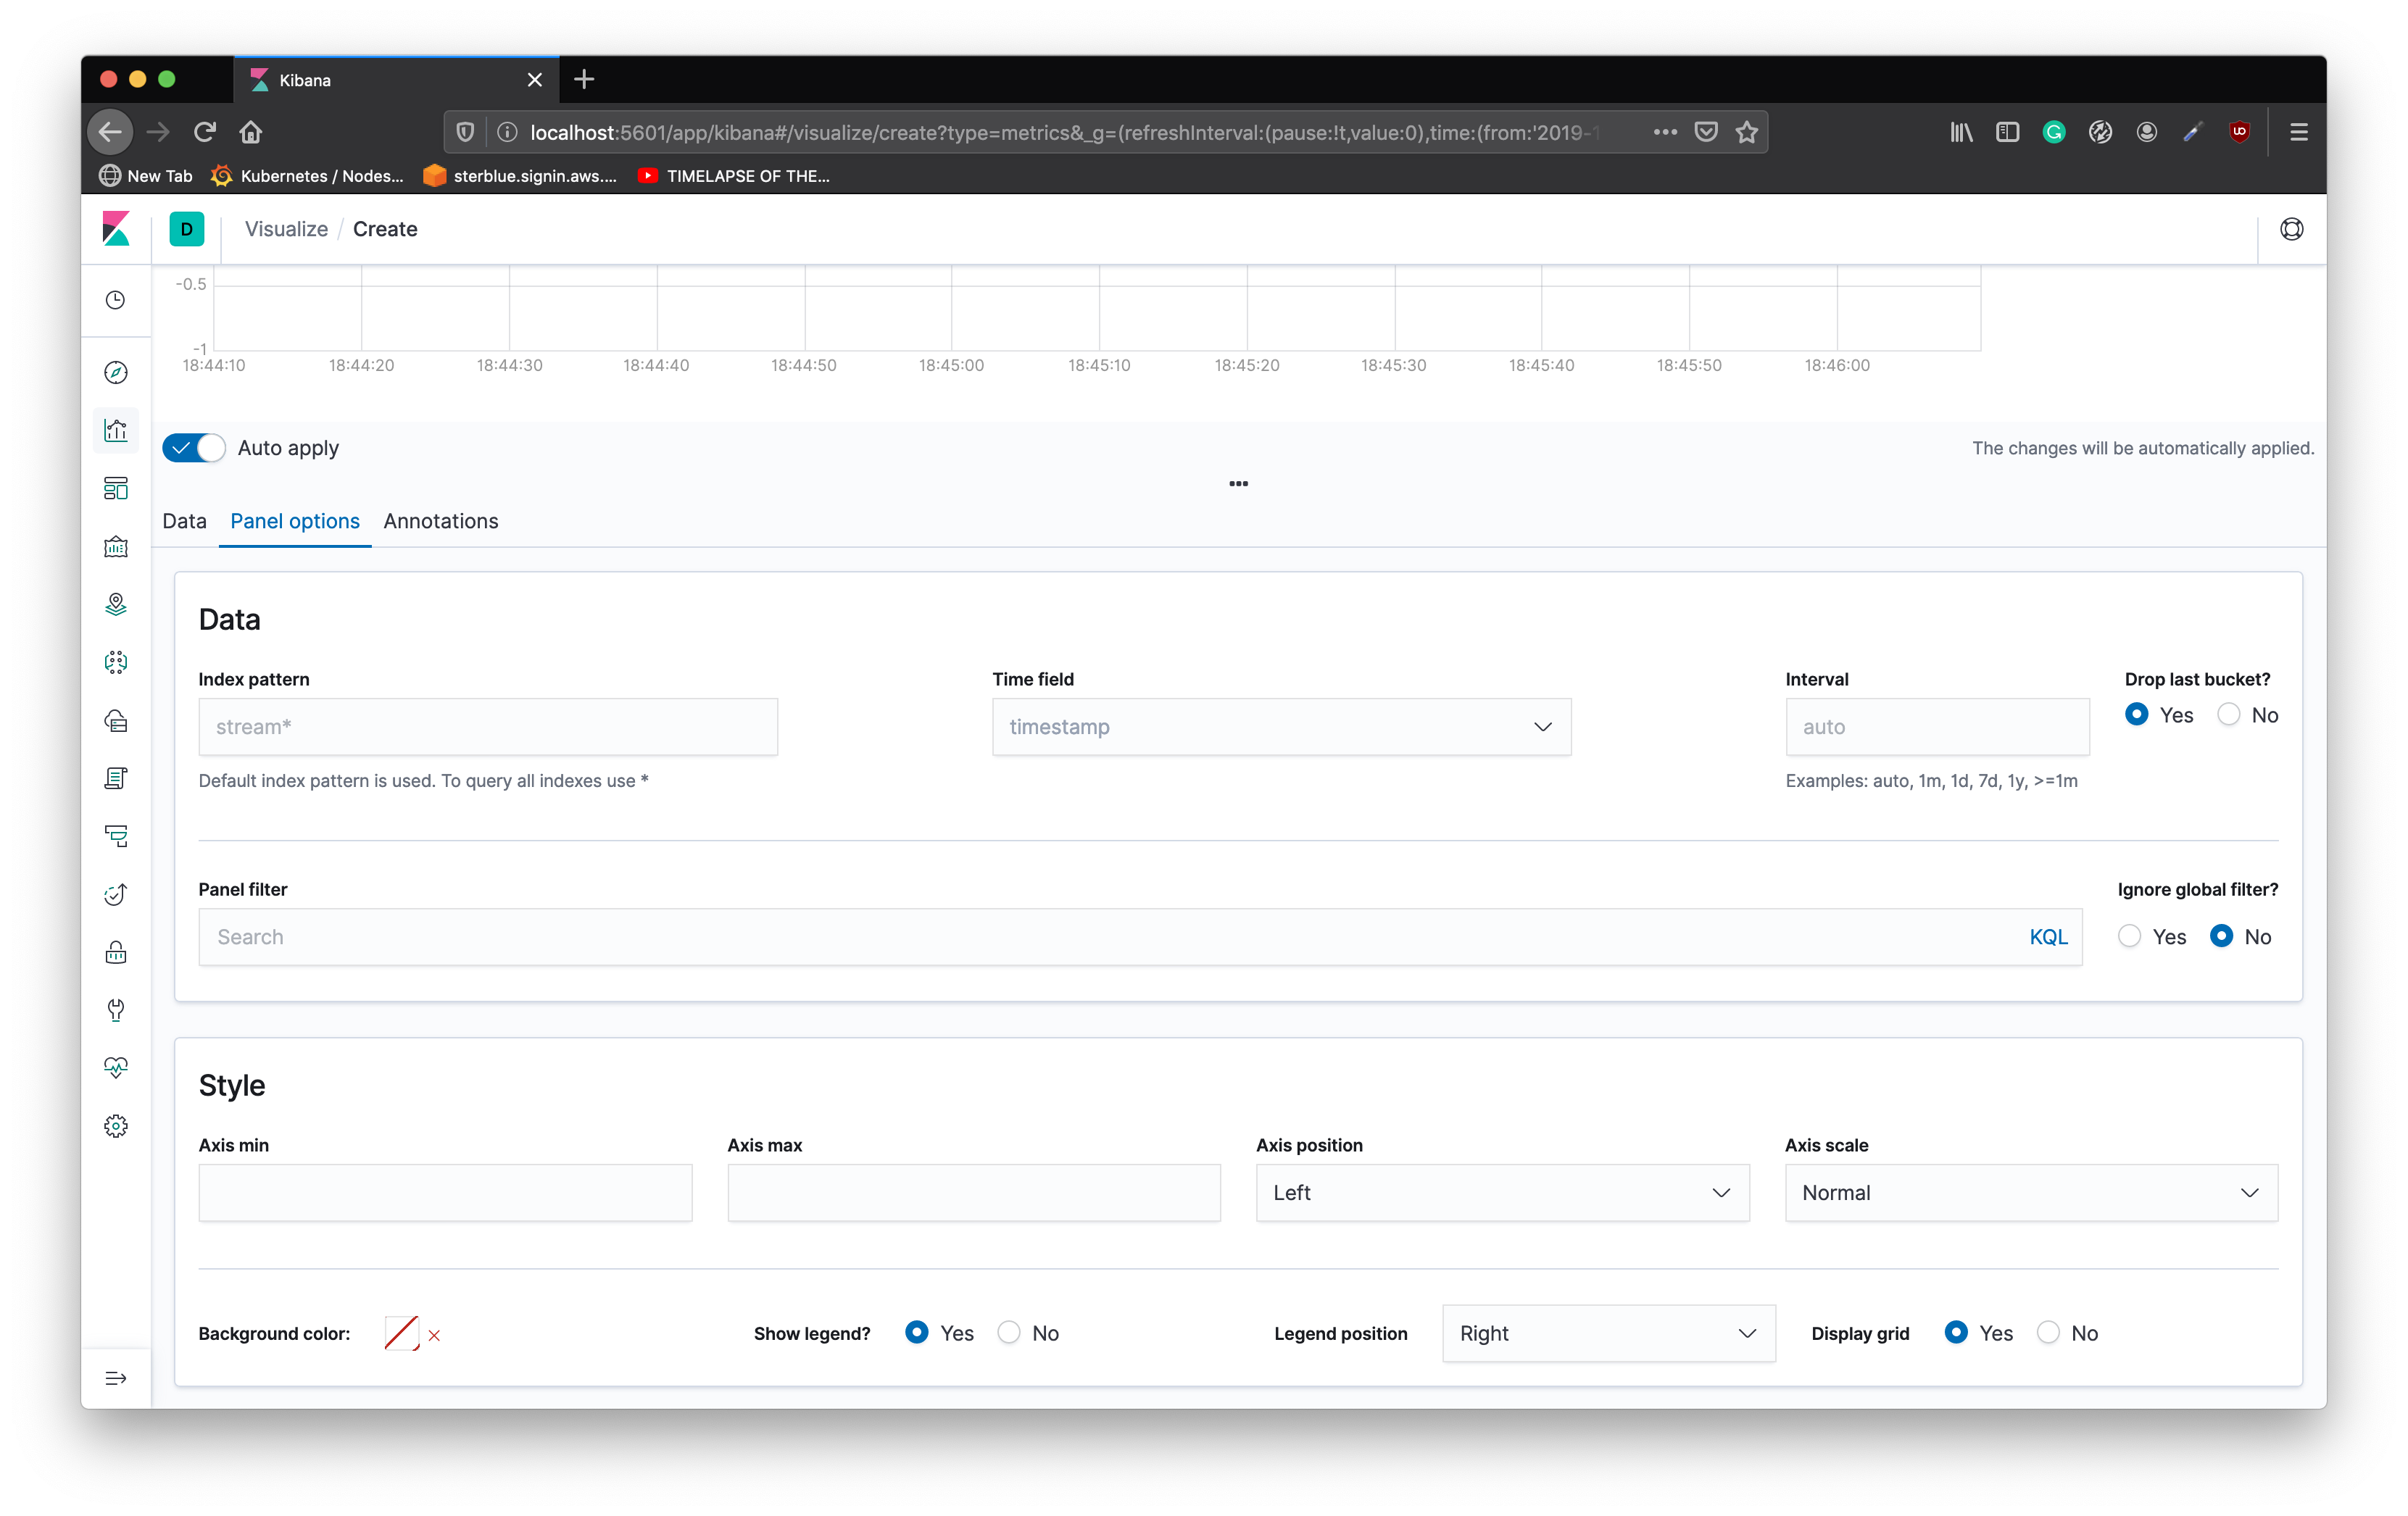 Kibana
localhost:5601/app/kibana#/visualize/create?type=metrics&_g=(refreshInterval:(pause:!t,value:0),time:(from:'2019-1
New Tab Kubernetes / Nodes... sterblue.signin.aws.... TIMELAPSE OF THE...
D Visualize / Create
-0.5
-1
18:44:10 18:44:20 18:44:30 18:44:40 18:44:50 18:45:00 18:45:10 18:45:20 18:45:30 18:45:40 18:45:50 18:46:00
Auto apply The changes will be automatically applied.
Data Panel options Annotations
Data
Index pattern Time field Interval Drop last bucket?
stream* timestamp auto Yes No
Default index pattern is used. To query all indexes use * Examples: auto, 1m, 1d, 7d, 1y, >=1m
Panel filter Ignore global filter?
Search KQL Yes No
Style
Axis min Axis max Axis position Axis scale
Left Normal
Background color: Show legend? Yes No Legend position Right Display grid Yes No